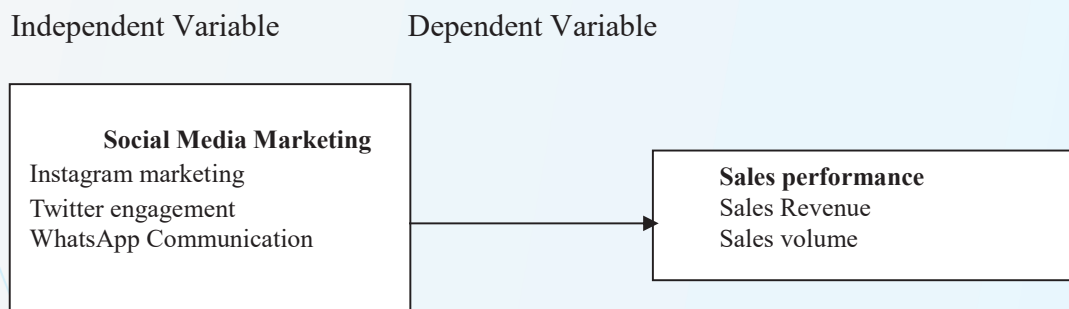 Independent Variable Dependent Variable
Social Media Marketing
Instagram marketing
Twitter engagement
WhatsApp Communication
Sales performance
Sales Revenue
Sales volume